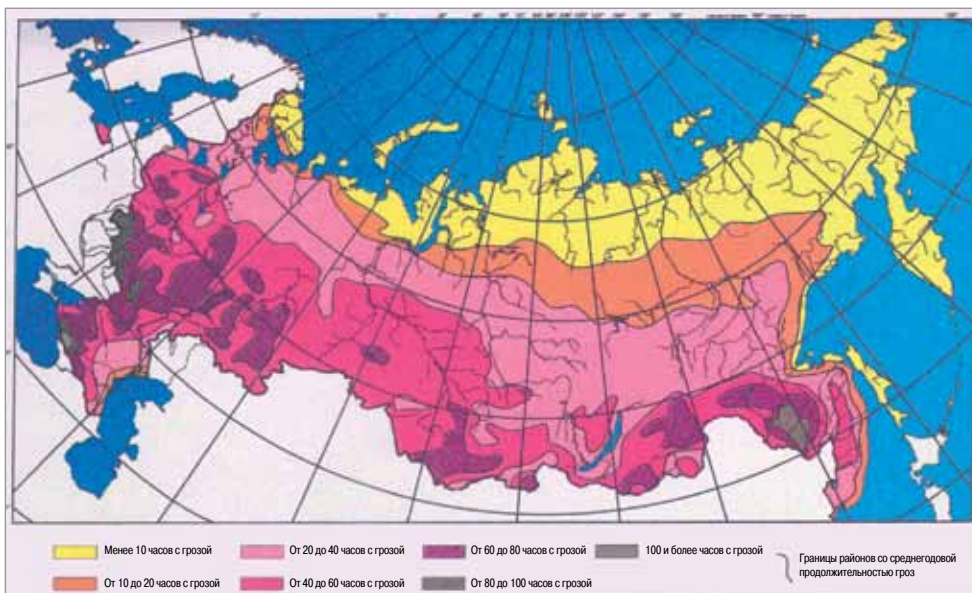 Менее 10 часов с грозой
От 20 до 40 часов с грозой
От 60 до 80 часов с грозой
100 и более часов с грозой
Границы районов со среднегодовой
продолжительностью гроз
От 10 до 20 часов с грозой
От 40 до 60 часов с грозой
От 80 до 100 часов с грозой